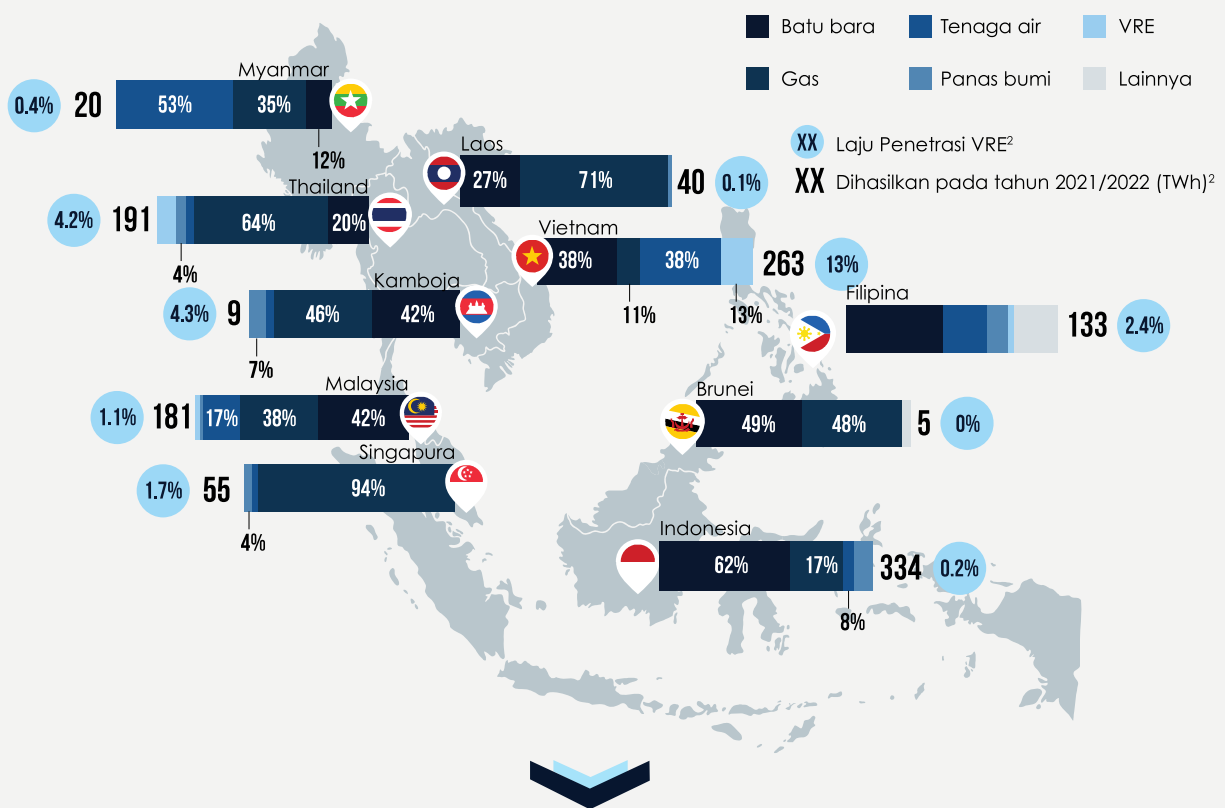 Batu bara
Tenaga air
VRE
Gas
Panas bumi
Lainnya
XX Laju Penetrasi VRE²
XX Dihasilkan pada tahun 2021/2022 (TWh)²
Myanmar
0.4% 20 53% 35%
12%
Laos
27% 71% 40 0.1%
Thailand
4.2% 191 64% 20%
4%
Vietnam
38% 38% 263 13%
11% 13%
Kamboja
4.3% 9 46% 42%
7%
Filipina
133 2.4%
Malaysia
1.1% 181 17% 38% 42%
Brunei
49% 48% 5 0%
Singapura
1.7% 55 94%
4%
Indonesia
62% 17% 334 0.2%
8%